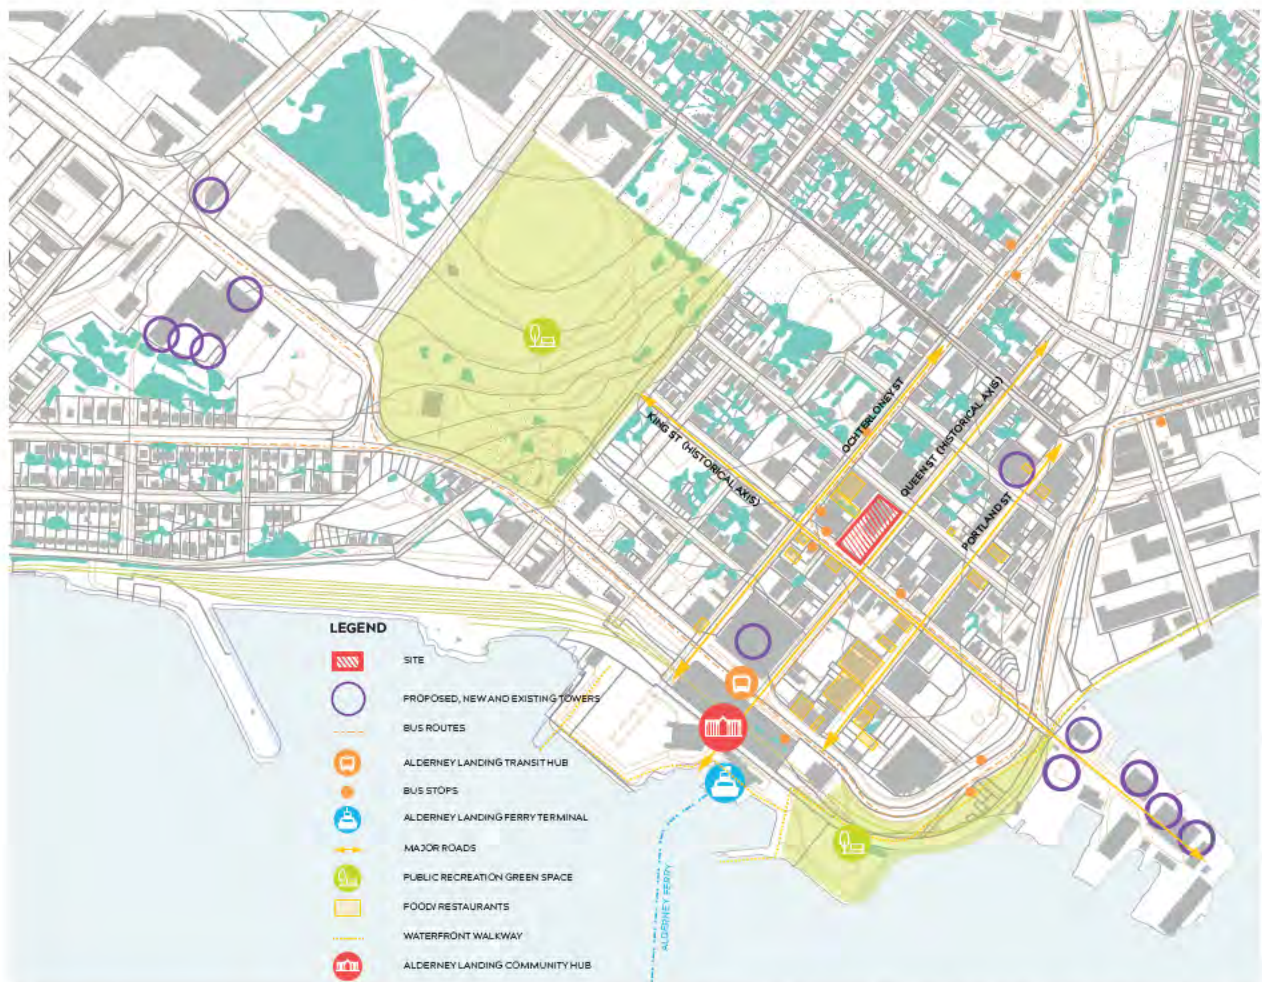 OCHTERLONEY ST
QUEEN ST (HISTORICAL AXIS)
KING ST (HISTORICAL AXIS)
PORTLAND ST
LEGEND
SITE
PROPOSED, NEW AND EXISTING TOWERS
BUS ROUTES
ALDERNEY LANDING TRANSIT HUB
BUS STOPS
ALDERNEY LANDING FERRY TERMINAL
MAJOR ROADS
PUBLIC RECREATION GREEN SPACE
FOOD/ RESTAURANTS
WATERFRONT WALKWAY
ALDERNEY LANDING COMMUNITY HUB
ALDERNEY FERRY